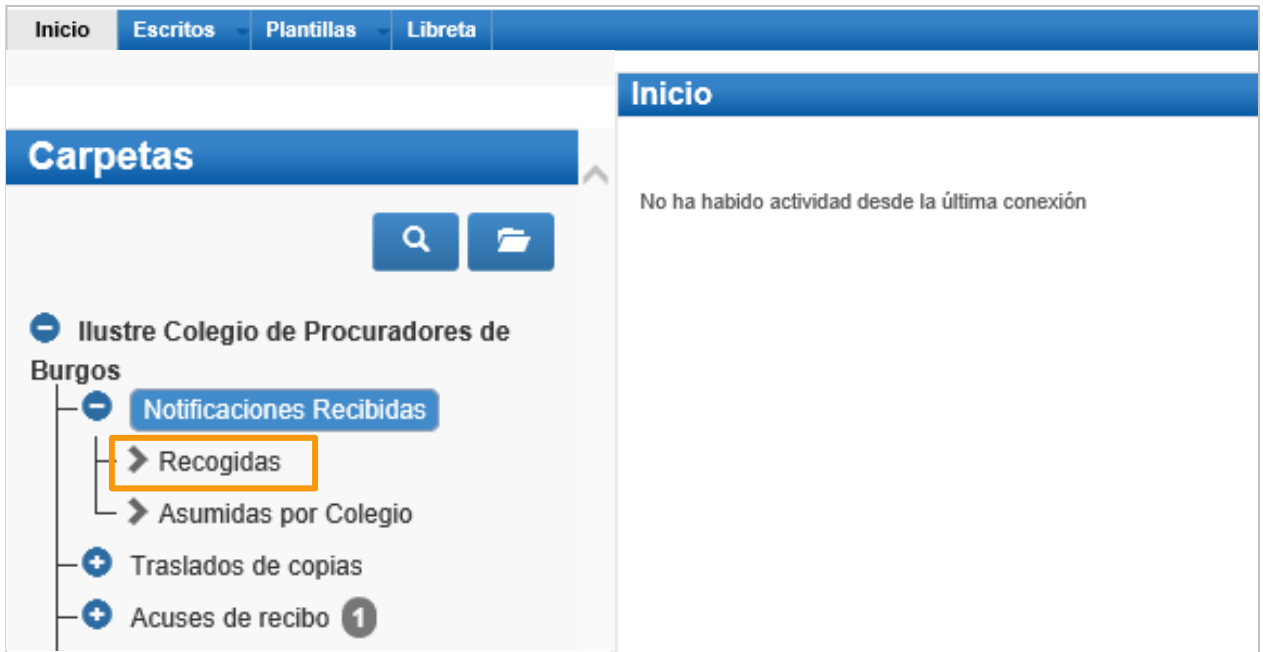 Inicio Escritos Plantillas Libreta
Inicio
Carpetas
No ha habido actividad desde la última conexión
Ilustre Colegio de Procuradores de
Burgos
Notificaciones Recibidas
Recogidas
Asumidas por Colegio
Traslados de copias
Acuses de recibo 1